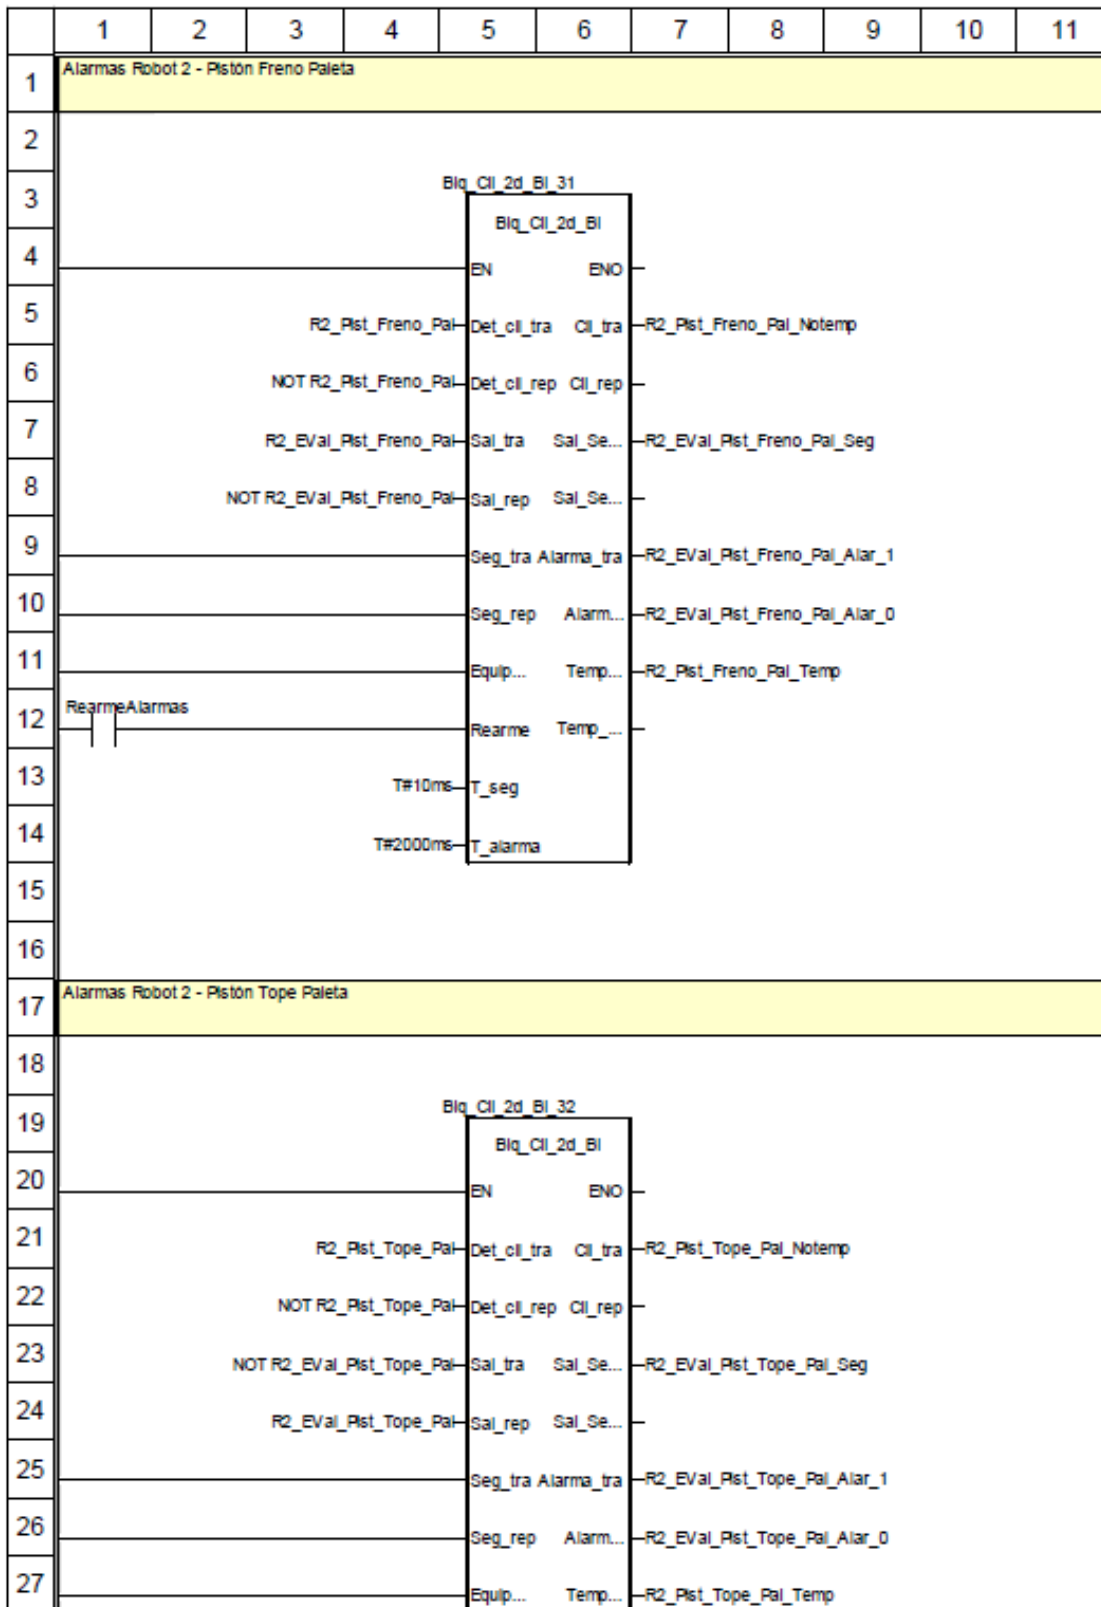 1 2 3 4 5 6 7 8 9 10 11
1 Alarmas Robot 2 - Pistón Freno Paleta
2
3 Blq_Cil_2d_Bi_31
Blq_Cil_2d_Bi
4 EN ENO
5 R2_Pist_Freno_Pal Det_cil_tra Cil_tra R2_Pist_Freno_Pal_Notemp
6 NOT R2_Pist_Freno_Pal Det_cil_rep Cil_rep
7 R2_EVal_Pist_Freno_Pal Sal_tra Sal_Se... R2_EVal_Pist_Freno_Pal_Seg
8 NOT R2_EVal_Pist_Freno_Pal Sal_rep Sal_Se...
9 Seg_tra Alarma_tra R2_EVal_Pist_Freno_Pal_Alar_1
10 Seg_rep Alarm... R2_EVal_Pist_Freno_Pal_Alar_0
11 Equip... Temp... R2_Pist_Freno_Pal_Temp
RearmeAlarmas
12 Rearme Temp_...
13 T#10ms T_seg
14 T#2000ms T_alarma
15
16
17 Alarmas Robot 2 - Pistón Tope Paleta
18
19 Blq_Cil_2d_Bi_32
Blq_Cil_2d_Bi
20 EN ENO
21 R2_Pist_Tope_Pal Det_cil_tra Cil_tra R2_Pist_Tope_Pal_Notemp
22 NOT R2_Pist_Tope_Pal Det_cil_rep Cil_rep
23 NOT R2_EVal_Pist_Tope_Pal Sal_tra Sal_Se... R2_EVal_Pist_Tope_Pal_Seg
24 R2_EVal_Pist_Tope_Pal Sal_rep Sal_Se...
25 Seg_tra Alarma_tra R2_EVal_Pist_Tope_Pal_Alar_1
26 Seg_rep Alarm... R2_EVal_Pist_Tope_Pal_Alar_0
27 Equip... Temp... R2_Pist_Tope_Pal_Temp